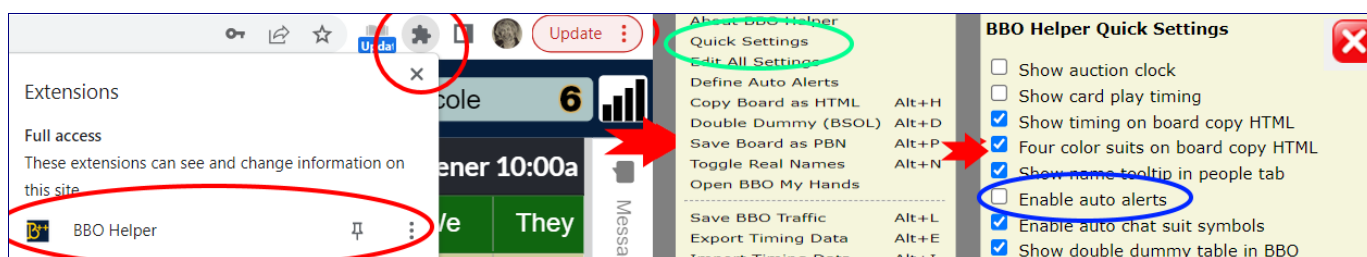 Update
Updat
cole 6
Extensions
Full access
These extensions can see and change information on
this site
BBO Helper
ener 10:00a
They
Messa
About BBO Helper
Quick Settings
Edit All Settings
Define Auto Alerts
Copy Board as HTML Alt+H
Double Dummy (BSOL) Alt+D
Save Board as PBN Alt+P
Toggle Real Names Alt+N
Open BBO My Hands
Save BBO Traffic Alt+L
Export Timing Data Alt+E
Import Timing Data Alt+I
BBO Helper Quick Settings
Show auction clock
Show card play timing
Show timing on board copy HTML
Four color suits on board copy HTML
Show name tooltip in people tab
Enable auto alerts
Enable auto chat suit symbols
Show double dummy table in BBO